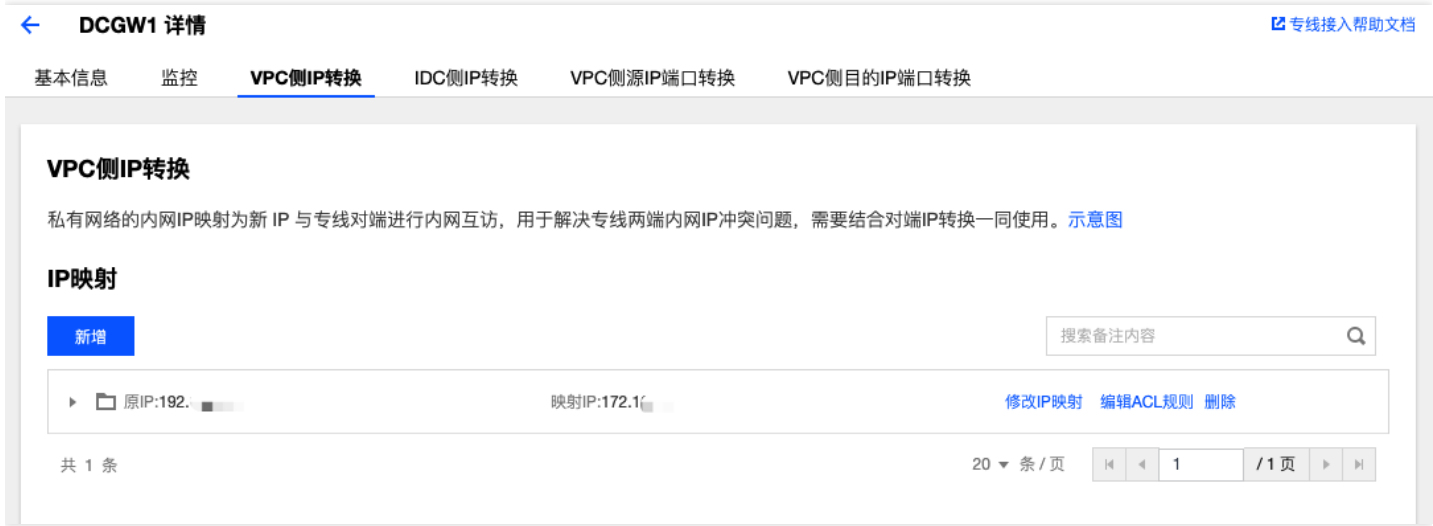 DCGW1 详情 专线接入帮助文档
基本信息 监控 VPC侧IP转换 IDC侧IP转换 VPC侧源IP端口转换 VPC侧目的IP端口转换
VPC侧IP转换
私有网络的内网IP映射为新 IP 与专线对端进行内网互访，用于解决专线两端内网IP冲突问题，需要结合对端IP转换一同使用。示意图
IP映射
新增 搜索备注内容
原IP:192. 映射IP:172.1 修改IP映射 编辑ACL规则 删除
共 1 条 20 条 / 页 1 / 1 页